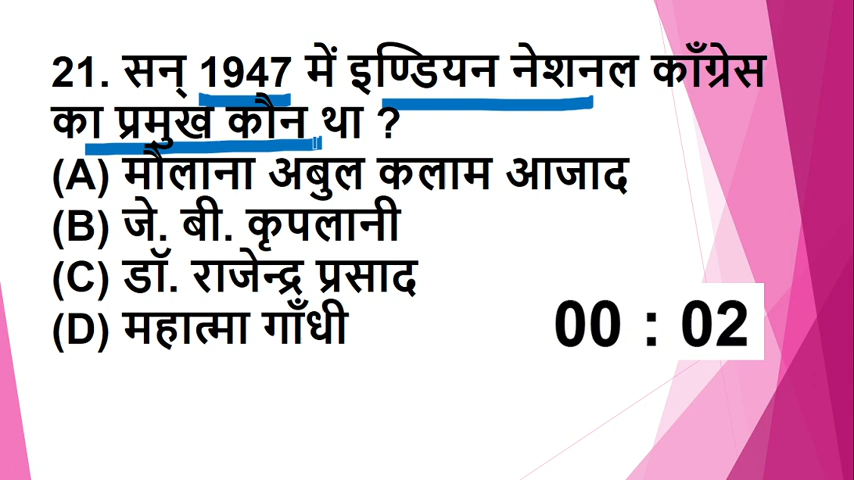 21. सन् 1947 में इण्डियन नेशनल काँग्रेस
का प्रमुख कौन था ?
(A) मौलाना अबुल कलाम आजाद
(B) जे. बी. कृपलानी
(C) डॉ. राजेन्द्र प्रसाद
(D) महात्मा गाँधी
00 : 02